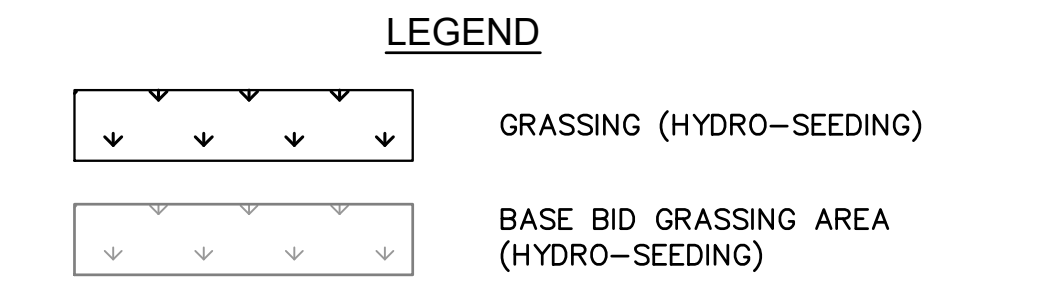 LEGEND
GRASSING (HYDRO-SEEDING)
BASE BID GRASSING AREA
(HYDRO-SEEDING)